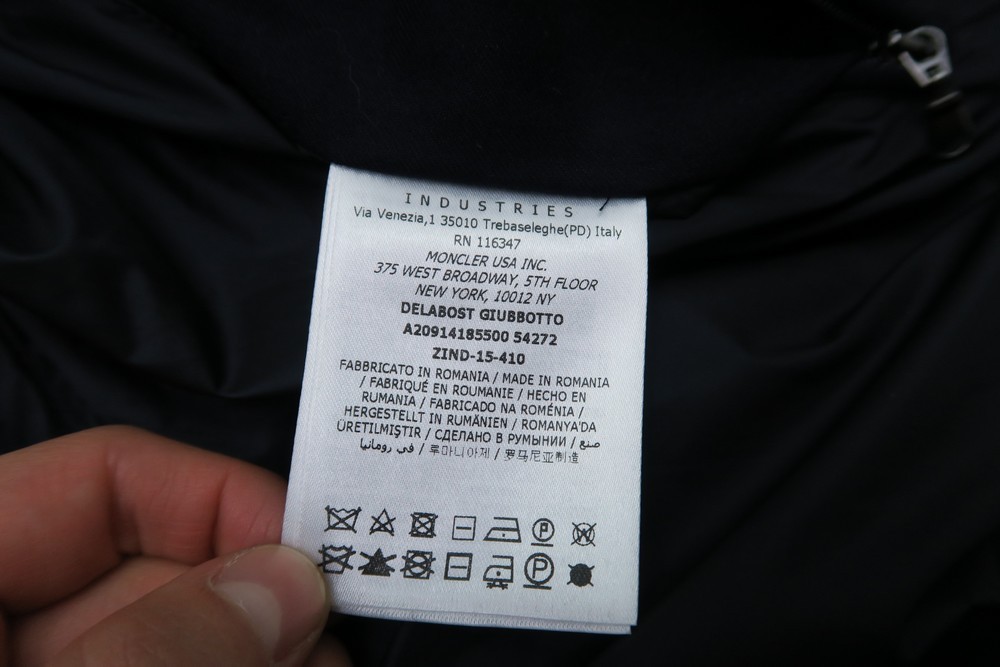 INDUSTRIES
Via Venezia,1 35010 Trebaseleghe(PD) Italy
RN 116347
MONCLER USA INC.
375 WEST BROADWAY, 5TH FLOOR
NEW YORK, 10012 NY
DELABOST GIUBBOTTO
A20914185500 54272
ZIND-15-410
FABBRICATO IN ROMANIA / MADE IN ROMANIA
/ FABRIQUÉ EN ROUMANIE / HECHO EN
RUMANIA / FABRICADO NA ROMÉNIA /
HERGESTELLT IN RUMÄNIEN / ROMANYA'DA
ÜRETILMIŞTIR / СДЕЛАНО В РУМЫНИИ / صنع
في رومانيا / 루마니아제 / 罗马尼亚制造
P W
P